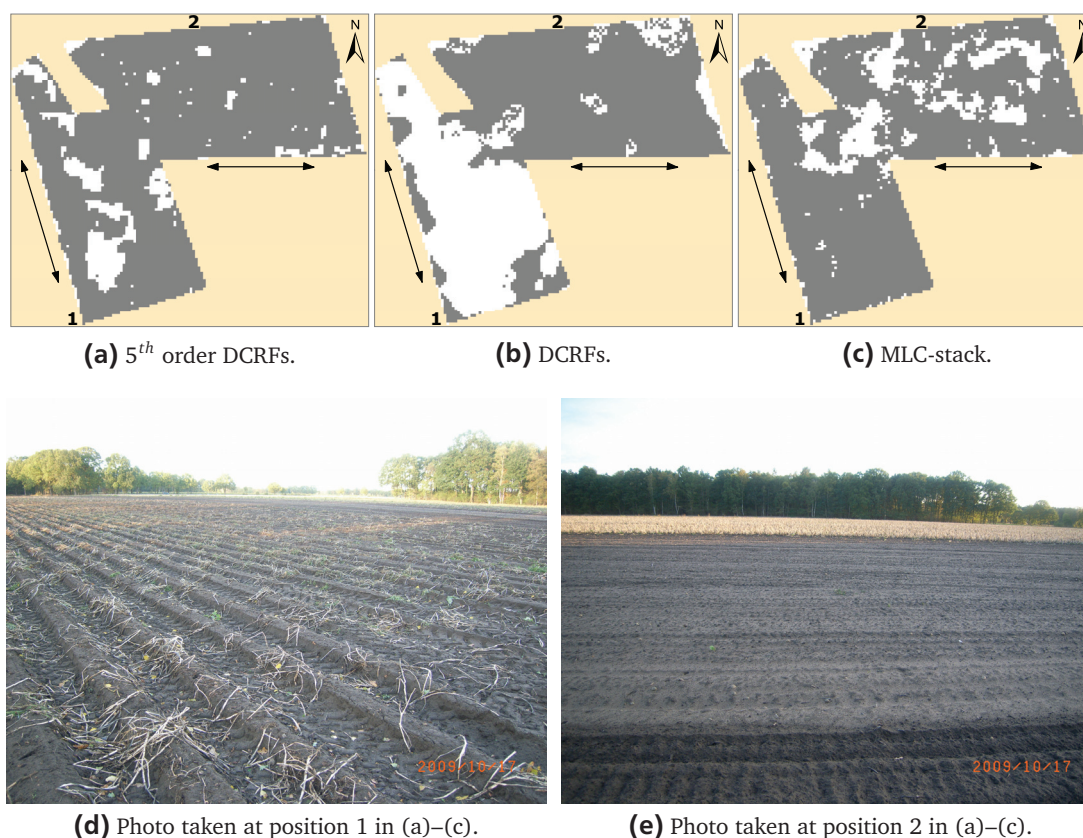 2
N
1
(a) 5th order DCRFs.
2
N
1
(b) DCRFs.
2
N
1
(c) MLC-stack.
2009/10/17
(d) Photo taken at position 1 in (a)–(c).
2009/10/17
(e) Photo taken at position 2 in (a)–(c).